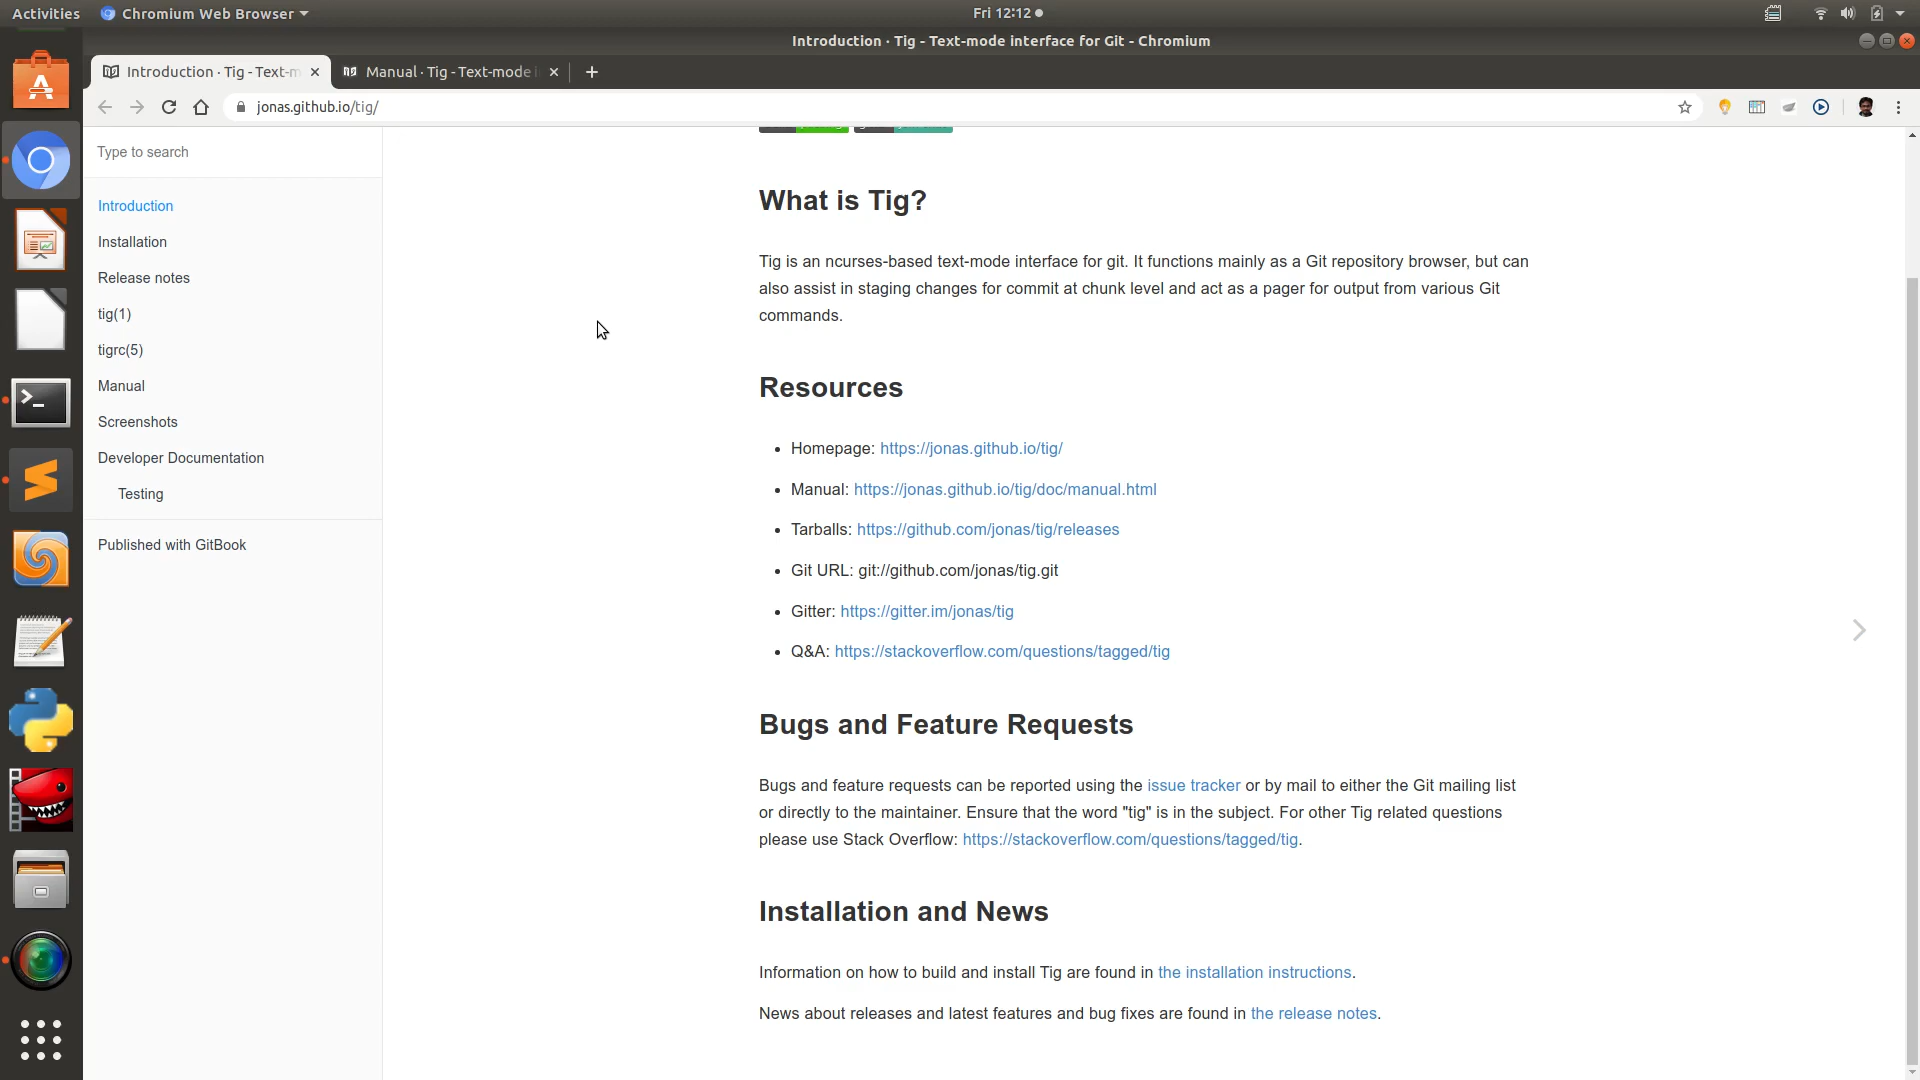 Activities
Chromium Web Browser
Fri 12:12
Introduction · Tig - Text-mode interface for Git - Chromium
Introduction · Tig - Text-m
Manual · Tig - Text-mode i
jonas.github.io/tig/
Type to search
Introduction
Installation
Release notes
tig(1)
tigrc(5)
Manual
Screenshots
Developer Documentation
Testing
Published with GitBook
What is Tig?
Tig is an ncurses-based text-mode interface for git. It functions mainly as a Git repository browser, but can
also assist in staging changes for commit at chunk level and act as a pager for output from various Git
commands.
Resources
Homepage: https://jonas.github.io/tig/
Manual: https://jonas.github.io/tig/doc/manual.html
Tarballs: https://github.com/jonas/tig/releases
Git URL: git://github.com/jonas/tig.git
Gitter: https://gitter.im/jonas/tig
Q&A: https://stackoverflow.com/questions/tagged/tig
Bugs and Feature Requests
Bugs and feature requests can be reported using the issue tracker or by mail to either the Git mailing list
or directly to the maintainer. Ensure that the word "tig" is in the subject. For other Tig related questions
please use Stack Overflow: https://stackoverflow.com/questions/tagged/tig.
Installation and News
Information on how to build and install Tig are found in the installation instructions.
News about releases and latest features and bug fixes are found in the release notes.